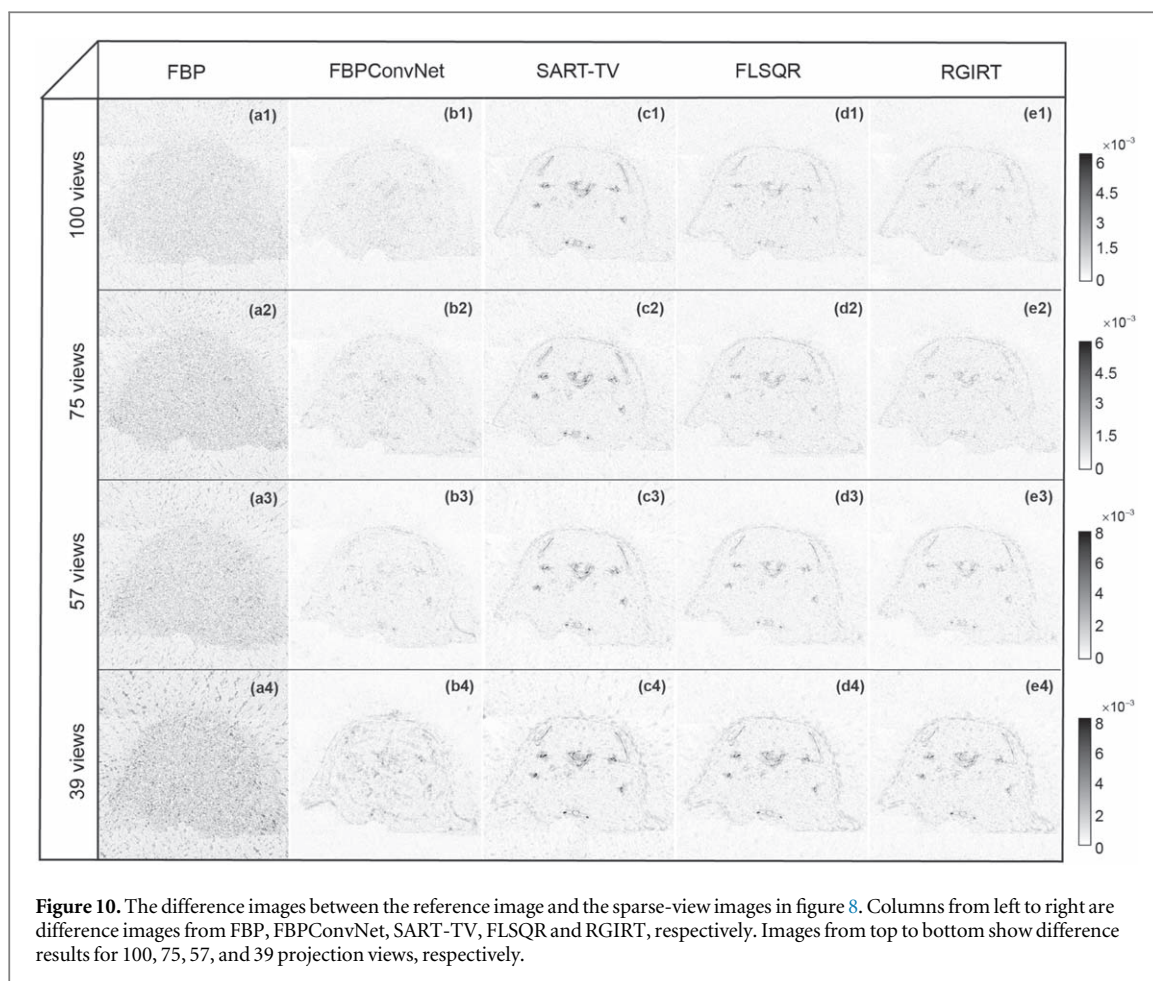 FBP FBPConvNet SART-TV FLSQR RGIRT
100 views
(a1) (b1) (c1) (d1) (e1)
×10⁻³
6
4.5
3
1.5
0
75 views
(a2) (b2) (c2) (d2) (e2)
×10⁻³
6
4.5
3
1.5
0
57 views
(a3) (b3) (c3) (d3) (e3)
×10⁻³
8
6
4
2
0
39 views
(a4) (b4) (c4) (d4) (e4)
×10⁻³
8
6
4
2
0
Figure 10. The difference images between the reference image and the sparse-view images in figure 8. Columns from left to right are
difference images from FBP, FBPConvNet, SART-TV, FLSQR and RGIRT, respectively. Images from top to bottom show difference
results for 100, 75, 57, and 39 projection views, respectively.